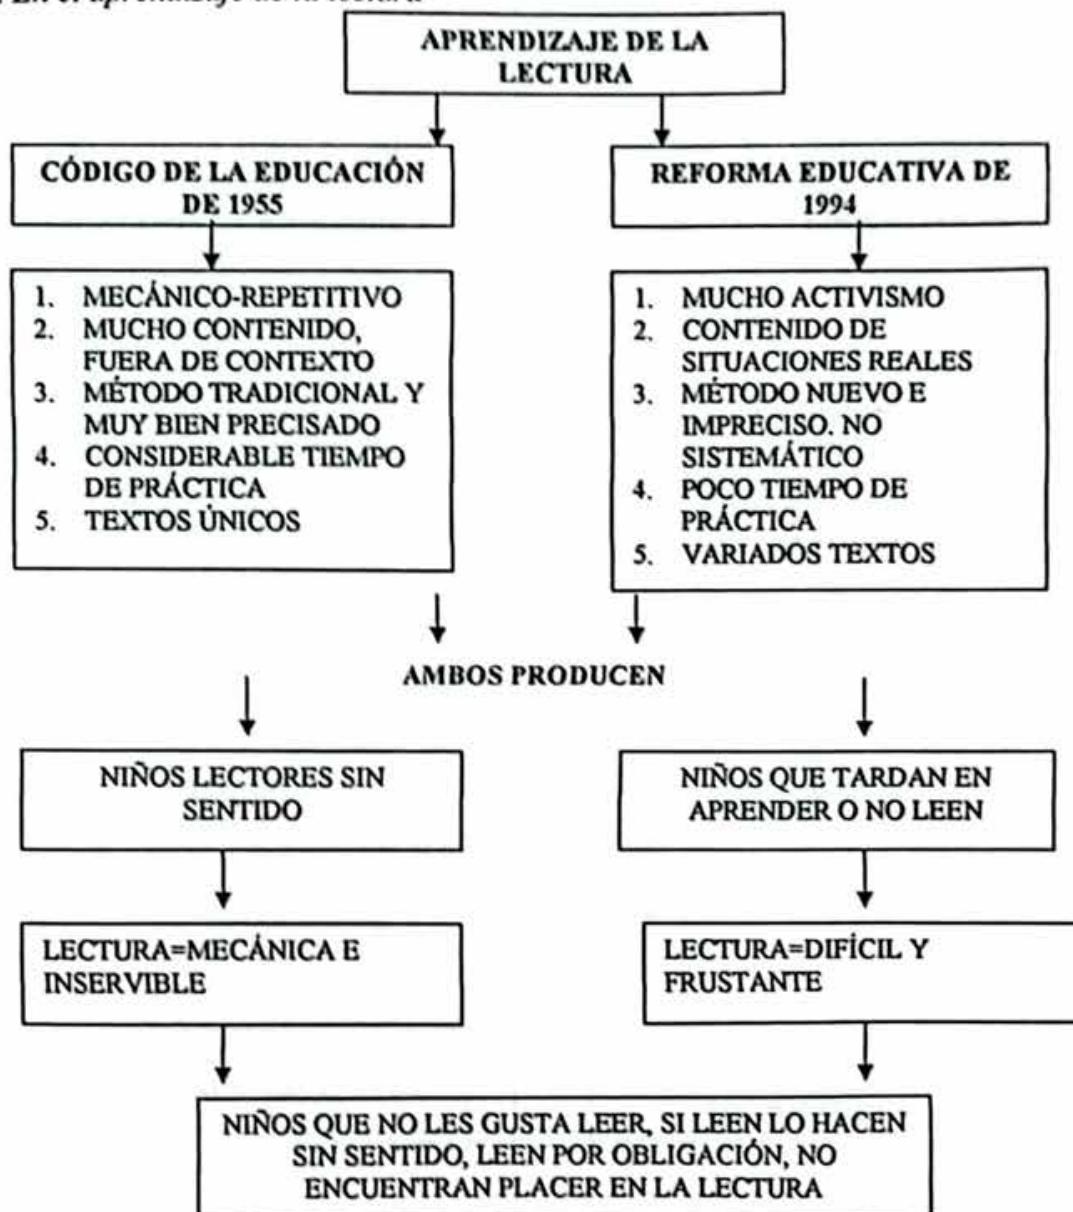 APRENDIZAJE DE LA
LECTURA
CÓDIGO DE LA EDUCACIÓN
DE 1955
REFORMA EDUCATIVA DE
1994
1. MECÁNICO-REPETITIVO
2. MUCHO CONTENIDO,
FUERA DE CONTEXTO
3. MÉTODO TRADICIONAL Y
MUY BIEN PRECISADO
4. CONSIDERABLE TIEMPO
DE PRÁCTICA
5. TEXTOS ÚNICOS
1. MUCHO ACTIVISMO
2. CONTENIDO DE
SITUACIONES REALES
3. MÉTODO NUEVO E
IMPRECISO. NO
SISTEMÁTICO
4. POCO TIEMPO DE
PRÁCTICA
5. VARIADOS TEXTOS
AMBOS PRODUCEN
NIÑOS LECTORES SIN
SENTIDO
NIÑOS QUE TARDAN EN
APRENDER O NO LEEN
LECTURA=MECÁNICA E
INSERVIBLE
LECTURA=DIFÍCIL Y
FRUSTANTE
NIÑOS QUE NO LES GUSTA LEER, SI LEEN LO HACEN
SIN SENTIDO, LEEN POR OBLIGACIÓN, NO
ENCUENTRAN PLACER EN LA LECTURA